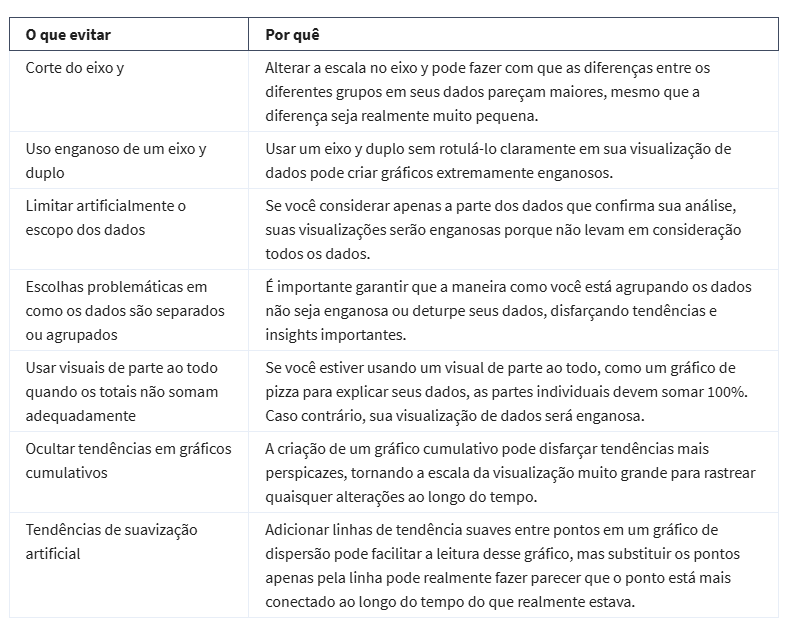 O que evitar
Por quê
Corte do eixo y
Alterar a escala no eixo y pode fazer com que as diferenças entre os
diferentes grupos em seus dados pareçam maiores, mesmo que a
diferença seja realmente muito pequena.
Uso enganoso de um eixo y
duplo
Usar um eixo y duplo sem rotulá-lo claramente em sua visualização de
dados pode criar gráficos extremamente enganosos.
Limitar artificialmente o
escopo dos dados
Se você considerar apenas a parte dos dados que confirma sua análise,
suas visualizações serão enganosas porque não levam em consideração
todos os dados.
Escolhas problemáticas em
como os dados são separados
ou agrupados
É importante garantir que a maneira como você está agrupando os dados
não seja enganosa ou deturpe seus dados, disfarçando tendências e
insights importantes.
Usar visuais de parte ao todo
quando os totais não somam
adequadamente
Se você estiver usando um visual de parte ao todo, como um gráfico de
pizza para explicar seus dados, as partes individuais devem somar 100%.
Caso contrário, sua visualização de dados será enganosa.
Ocultar tendências em gráficos
cumulativos
A criação de um gráfico cumulativo pode disfarçar tendências mais
perspicazes, tornando a escala da visualização muito grande para rastrear
quaisquer alterações ao longo do tempo.
Tendências de suavização
artificial
Adicionar linhas de tendência suaves entre pontos em um gráfico de
dispersão pode facilitar a leitura desse gráfico, mas substituir os pontos
apenas pela linha pode realmente fazer parecer que o ponto está mais
conectado ao longo do tempo do que realmente estava.